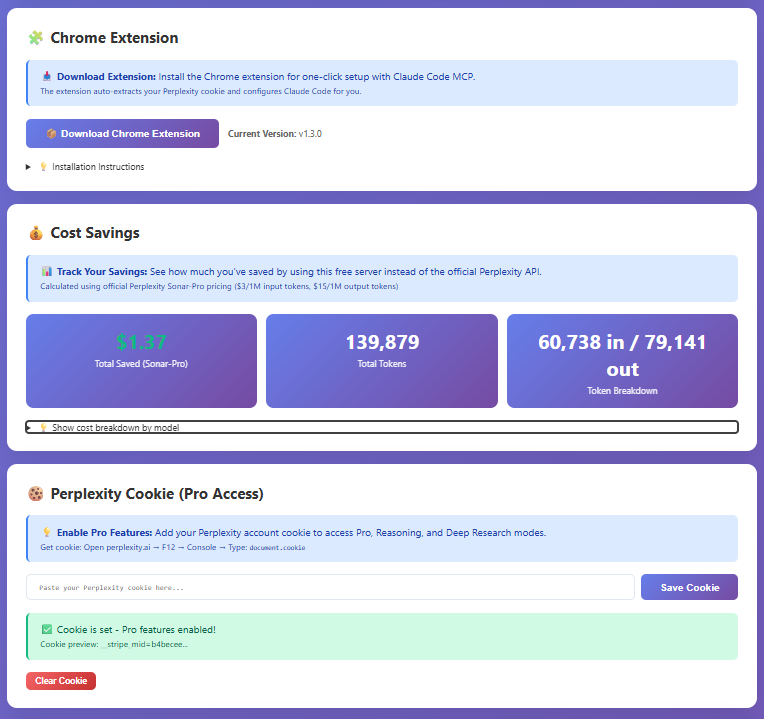 Chrome Extension
Download Extension: Install the Chrome extension for one-click setup with Claude Code MCP.
The extension auto-extracts your Perplexity cookie and configures Claude Code for you.
Download Chrome Extension
Current Version: v1.3.0
Installation Instructions
Cost Savings
Track Your Savings: See how much you've saved by using this free server instead of the official Perplexity API.
Calculated using official Perplexity Sonar-Pro pricing ($3/1M input tokens, $15/1M output tokens)
$1.37
Total Saved (Sonar-Pro)
139,879
Total Tokens
60,738 in / 79,141
out
Token Breakdown
Show cost breakdown by model
Perplexity Cookie (Pro Access)
Enable Pro Features: Add your Perplexity account cookie to access Pro, Reasoning, and Deep Research modes.
Get cookie: Open perplexity.ai → F12 → Console → Type: document.cookie
Paste your Perplexity cookie here...
Save Cookie
Cookie is set - Pro features enabled!
Cookie preview: __stripe_mid=b4becee...
Clear Cookie